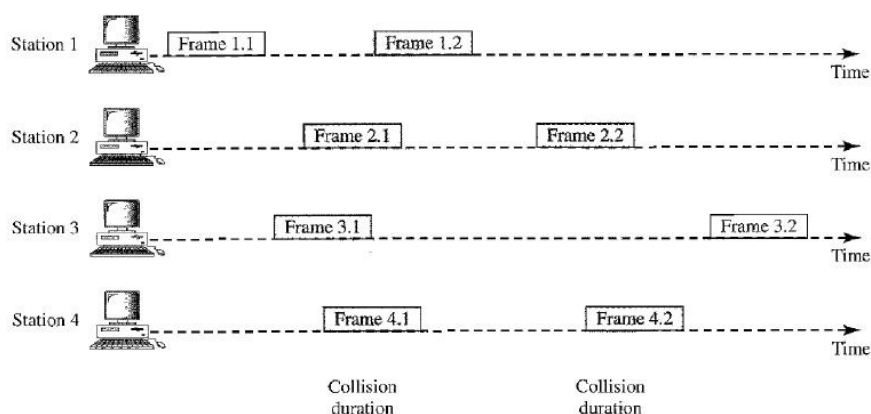 Station 1
Frame 1.1
Frame 1.2
Time
Station 2
Frame 2.1
Frame 2.2
Time
Station 3
Frame 3.1
Frame 3.2
Time
Station 4
Frame 4.1
Frame 4.2
Time
Collision
duration
Collision
duration